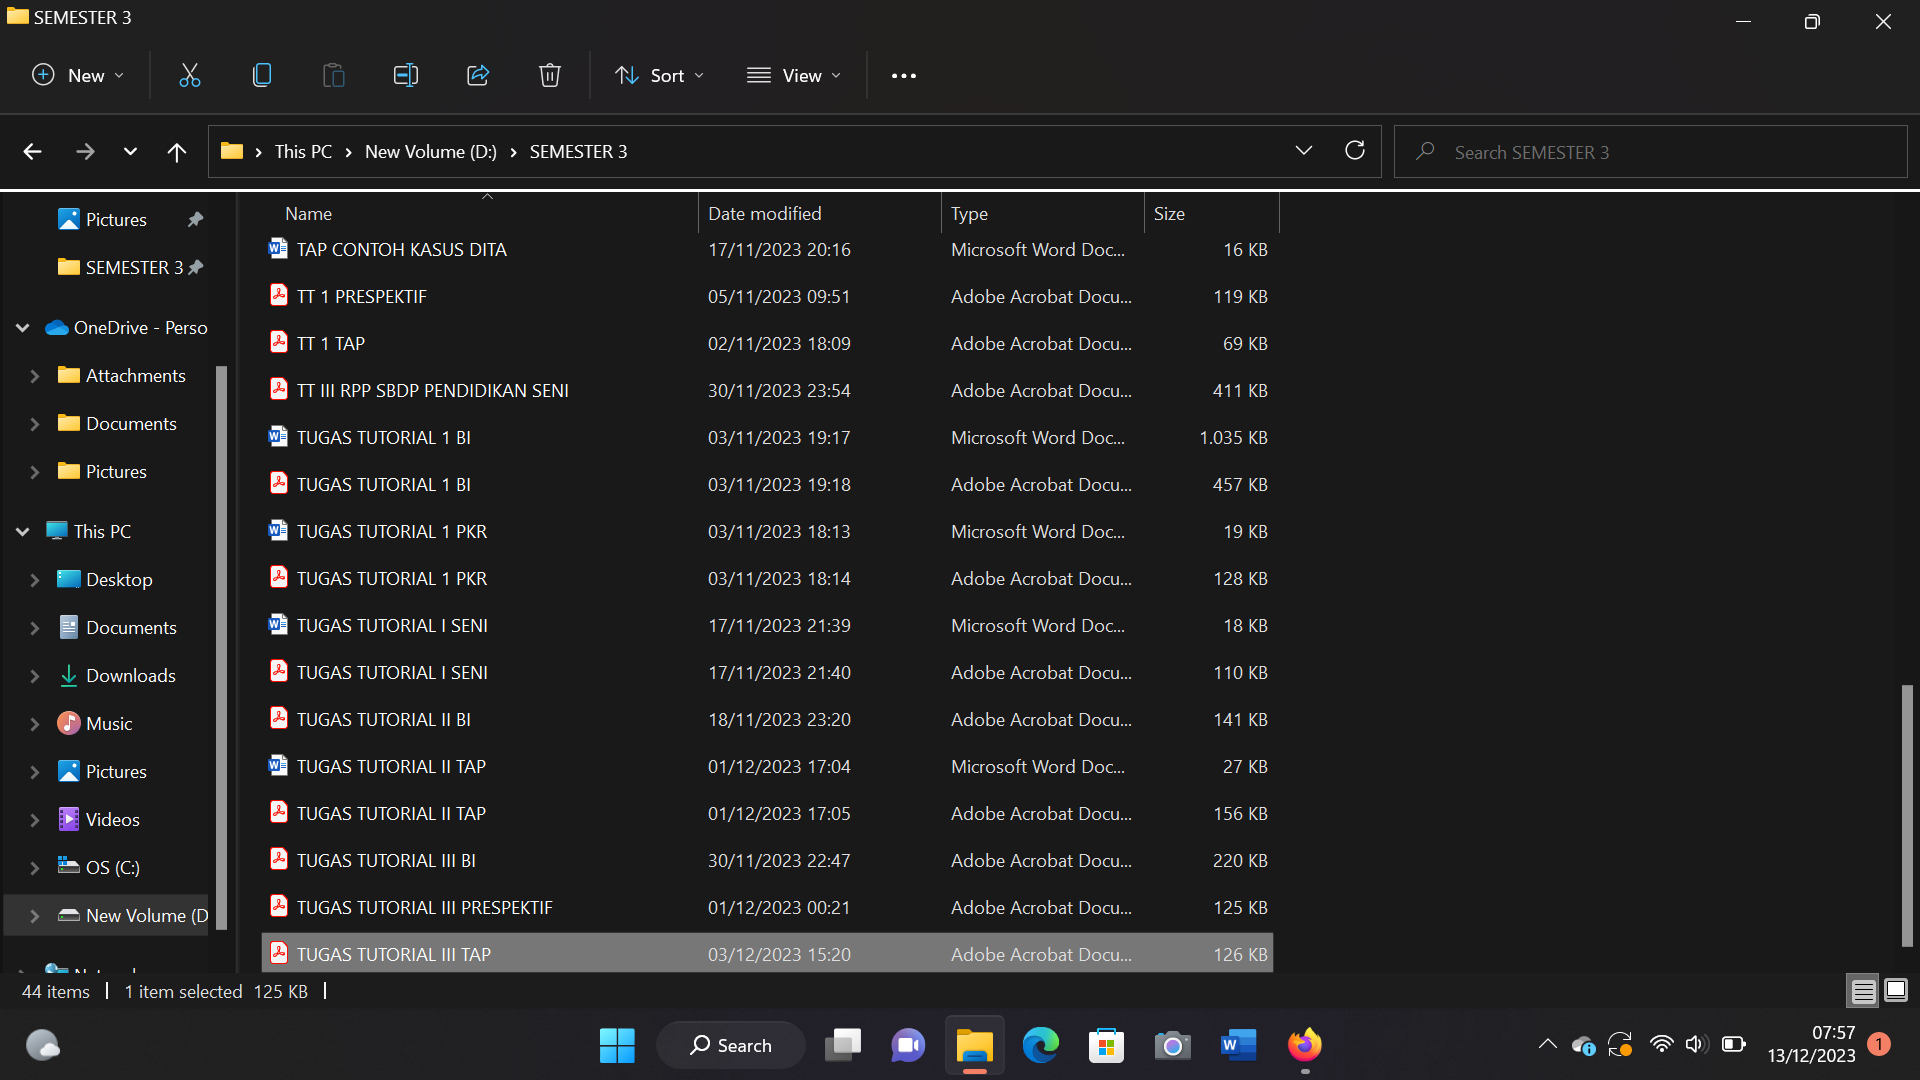 SEMESTER 3
New
Sort
View
This PC
New Volume (D:)
SEMESTER 3
Search SEMESTER 3
Name Date modified Type Size
Pictures
SEMESTER 3
OneDrive - Perso
Attachments
Documents
Pictures
This PC
Desktop
Documents
Downloads
Music
Pictures
Videos
OS (C:)
New Volume (D
TAP CONTOH KASUS DITA 17/11/2023 20:16 Microsoft Word Doc... 16 KB
TT 1 PRESPEKTIF 05/11/2023 09:51 Adobe Acrobat Docu... 119 KB
TT 1 TAP 02/11/2023 18:09 Adobe Acrobat Docu... 69 KB
TT III RPP SBDP PENDIDIKAN SENI 30/11/2023 23:54 Adobe Acrobat Docu... 411 KB
TUGAS TUTORIAL 1 BI 03/11/2023 19:17 Microsoft Word Doc... 1.035 KB
TUGAS TUTORIAL 1 BI 03/11/2023 19:18 Adobe Acrobat Docu... 457 KB
TUGAS TUTORIAL 1 PKR 03/11/2023 18:13 Microsoft Word Doc... 19 KB
TUGAS TUTORIAL 1 PKR 03/11/2023 18:14 Adobe Acrobat Docu... 128 KB
TUGAS TUTORIAL I SENI 17/11/2023 21:39 Microsoft Word Doc... 18 KB
TUGAS TUTORIAL I SENI 17/11/2023 21:40 Adobe Acrobat Docu... 110 KB
TUGAS TUTORIAL II BI 18/11/2023 23:20 Adobe Acrobat Docu... 141 KB
TUGAS TUTORIAL II TAP 01/12/2023 17:04 Microsoft Word Doc... 27 KB
TUGAS TUTORIAL II TAP 01/12/2023 17:05 Adobe Acrobat Docu... 156 KB
TUGAS TUTORIAL III BI 30/11/2023 22:47 Adobe Acrobat Docu... 220 KB
TUGAS TUTORIAL III PRESPEKTIF 01/12/2023 00:21 Adobe Acrobat Docu... 125 KB
TUGAS TUTORIAL III TAP 03/12/2023 15:20 Adobe Acrobat Docu... 126 KB
44 items 1 item selected 125 KB
Search
07:57
13/12/2023
1